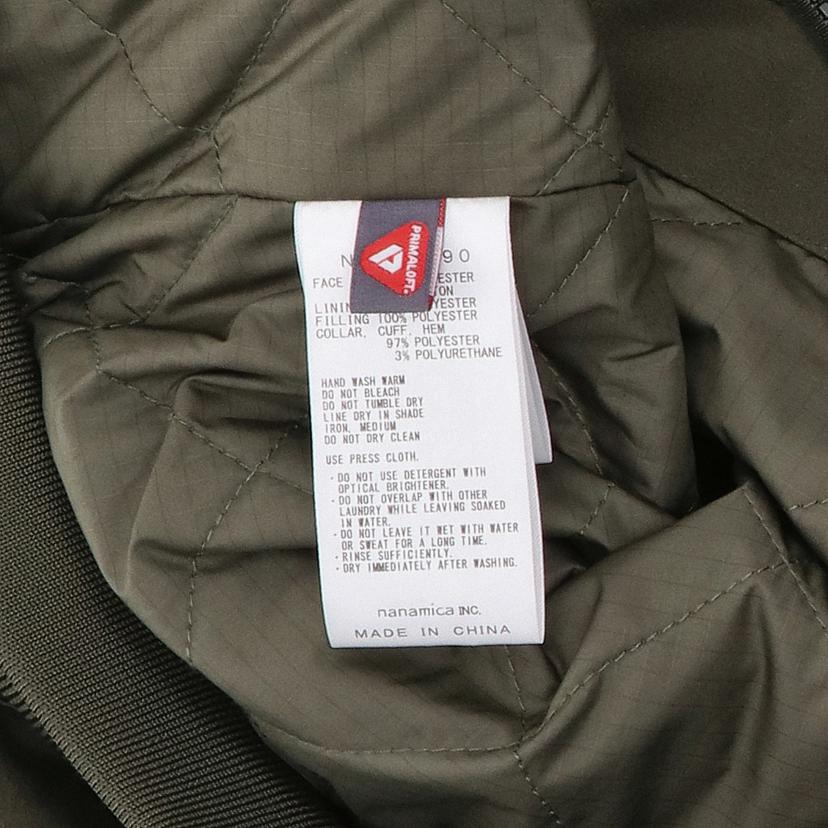 PRIMALOFT
N 90
FACE
LINING
FILLING 100% POLYESTER
COLLAR, CUFF, HEM
97% POLYESTER
3% POLYURETHANE
HAND WASH WARM
DO NOT BLEACH
DO NOT TUMBLE DRY
LINE DRY IN SHADE
IRON, MEDIUM
DO NOT DRY CLEAN
USE PRESS CLOTH.
・DO NOT USE DETERGENT WITH
OPTICAL BRIGHTENER.
・DO NOT OVERLAP WITH OTHER
LAUNDRY WHILE LEAVING SOAKED
IN WATER.
・DO NOT LEAVE IT WET WITH WATER
OR SWEAT FOR A LONG TIME.
・RINSE SUFFICIENTLY.
・DRY IMMEDIATELY AFTER WASHING.
nanamica INC.
MADE IN CHINA